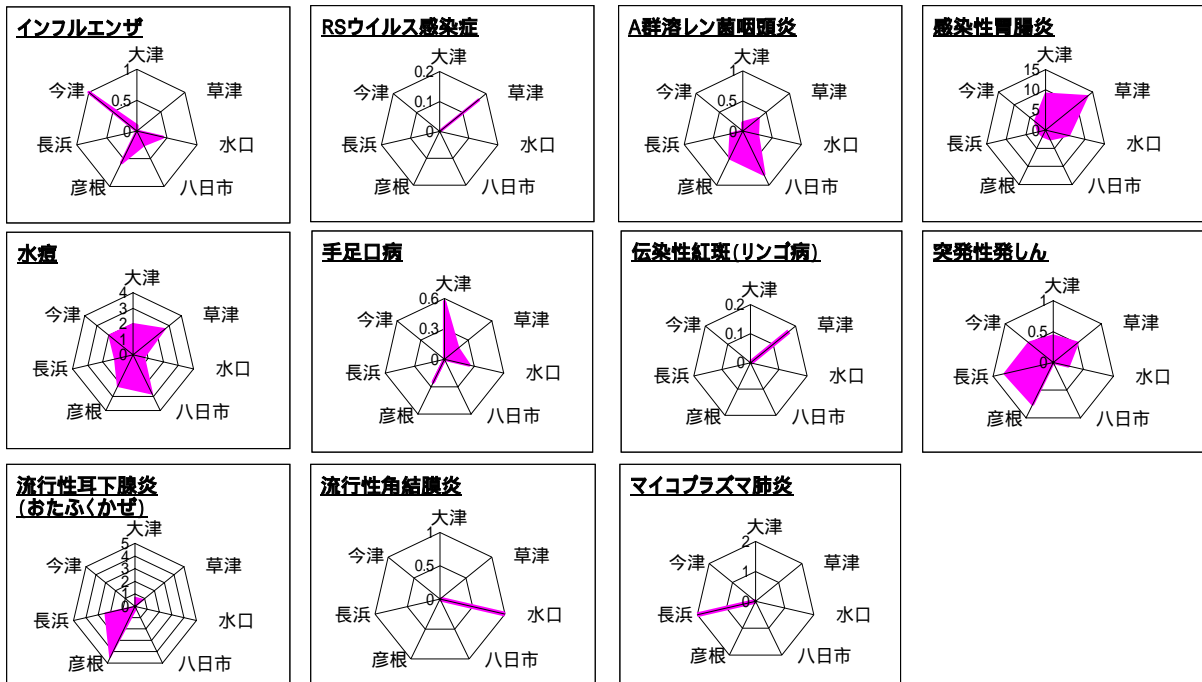 インフルエンザ
大津
草津
水口
八日市
彦根
長浜
今津
1
0.5
0
RSウイルス感染症
大津
草津
水口
八日市
彦根
長浜
今津
0.2
0.1
0
A群溶レン菌咽頭炎
大津
草津
水口
八日市
彦根
長浜
今津
1
0.5
0
感染性胃腸炎
大津
草津
水口
八日市
彦根
長浜
今津
15
10
5
0
水痘
大津
草津
水口
八日市
彦根
長浜
今津
4
3
2
1
0
手足口病
大津
草津
水口
八日市
彦根
長浜
今津
0.6
0.3
0
伝染性紅斑(リンゴ病)
大津
草津
水口
八日市
彦根
長浜
今津
0.2
0.1
0
突発性発しん
大津
草津
水口
八日市
彦根
長浜
今津
1
0.5
0
流行性耳下腺炎
(おたふくかぜ)
大津
草津
水口
八日市
彦根
長浜
今津
5
4
3
2
1
0
流行性角結膜炎
大津
草津
水口
八日市
彦根
長浜
今津
1
0.5
0
マイコプラズマ肺炎
大津
草津
水口
八日市
彦根
長浜
今津
2
1
0